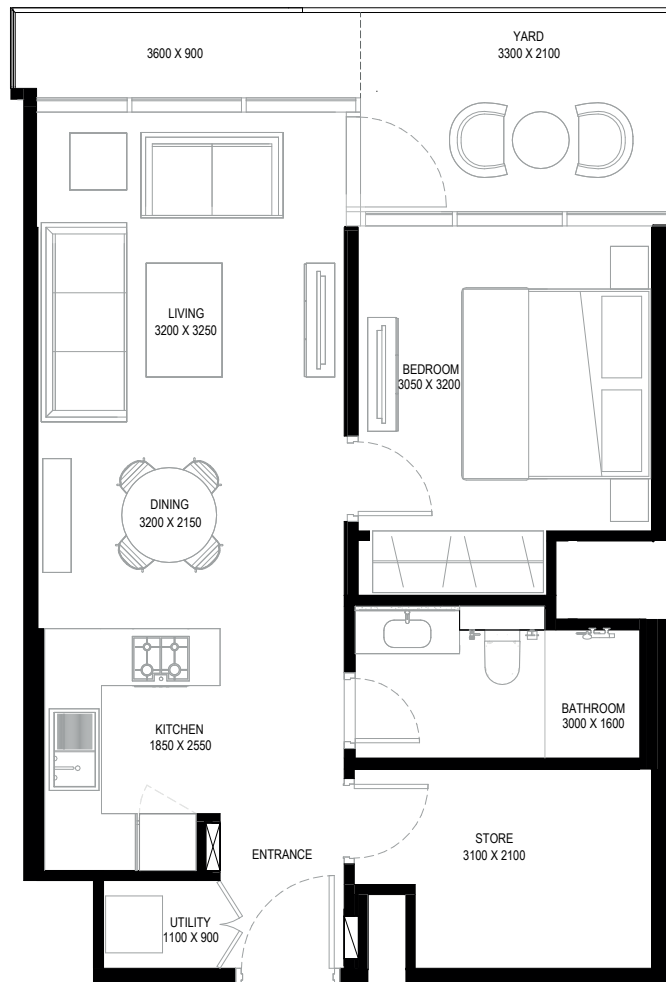 3600 X 900
YARD
3300 X 2100
LIVING
3200 X 3250
BEDROOM
3050 X 3200
DINING
3200 X 2150
KITCHEN
1850 X 2550
BATHROOM
3000 X 1600
ENTRANCE
STORE
3100 X 2100
UTILITY
1100 X 900